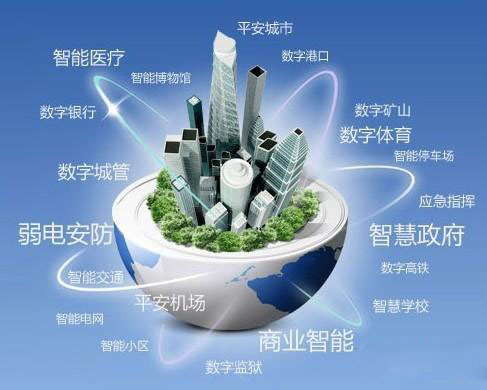 平安城市
数字港口
智能医疗
智能博物馆
数字银行
数字矿山
数字体育
智能停车场
数字城管
应急指挥
弱电安防
智慧政府
智能交通
数字高铁
平安机场
智慧学校
智能电网
商业智能
智能小区
数字监狱